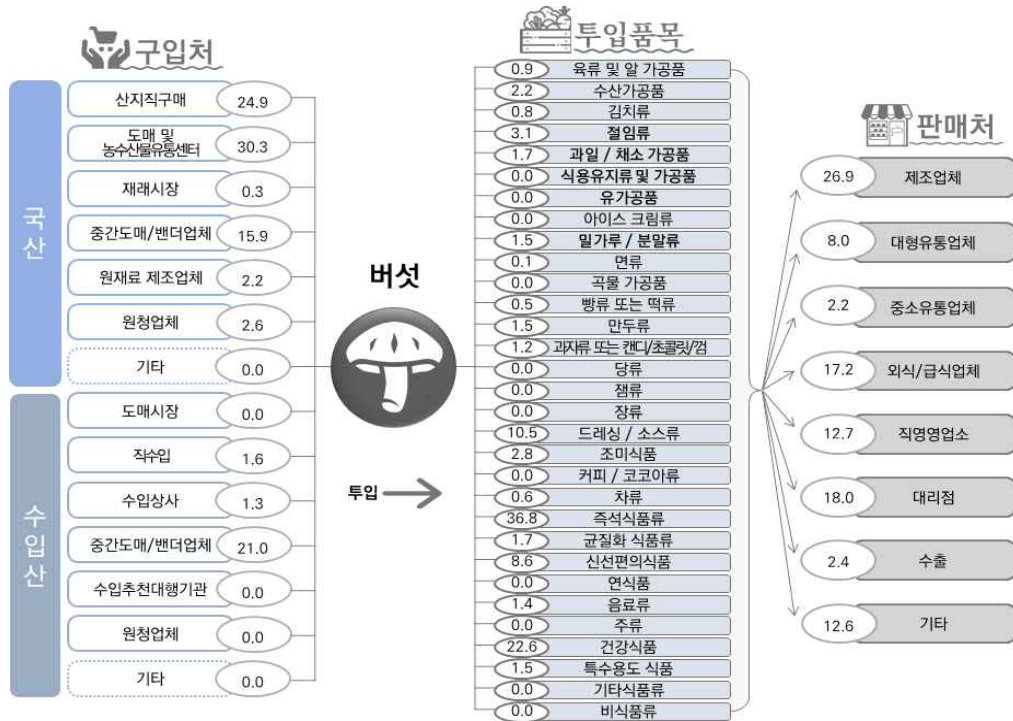 구입처
국산
산지직구매 24.9
도매 및
농수산물유통센터 30.3
재래시장 0.3
중간도매/밴더업체 15.9
원재료 제조업체 2.2
원청업체 2.6
기타 0.0
수입산
도매시장 0.0
직수입 1.6
수입상사 1.3
중간도매/밴더업체 21.0
수입추천대행기관 0.0
원청업체 0.0
기타 0.0
버섯
투입
투입품목
0.9 육류 및 알 가공품
2.2 수산가공품
0.8 김치류
3.1 절임류
1.7 과일 / 채소 가공품
0.0 식용유지류 및 가공품
0.0 유가공품
0.0 아이스 크림류
1.5 밀가루 / 분말류
0.1 면류
0.0 곡물 가공품
0.5 빵류 또는 떡류
1.5 만두류
1.2 과자류 또는 캔디/초콜릿/껌
0.0 당류
0.0 잼류
0.0 장류
10.5 드레싱 / 소스류
2.8 조미식품
0.0 커피 / 코코아류
0.6 차류
36.8 즉석식품류
1.7 균질화 식품류
8.6 신선편의식품
0.0 연식품
1.4 음료류
0.0 주류
22.6 건강식품
1.5 특수용도 식품
0.0 기타식품류
0.0 비식품류
판매처
26.9 제조업체
8.0 대형유통업체
2.2 중소유통업체
17.2 외식/급식업체
12.7 직영영업소
18.0 대리점
2.4 수출
12.6 기타